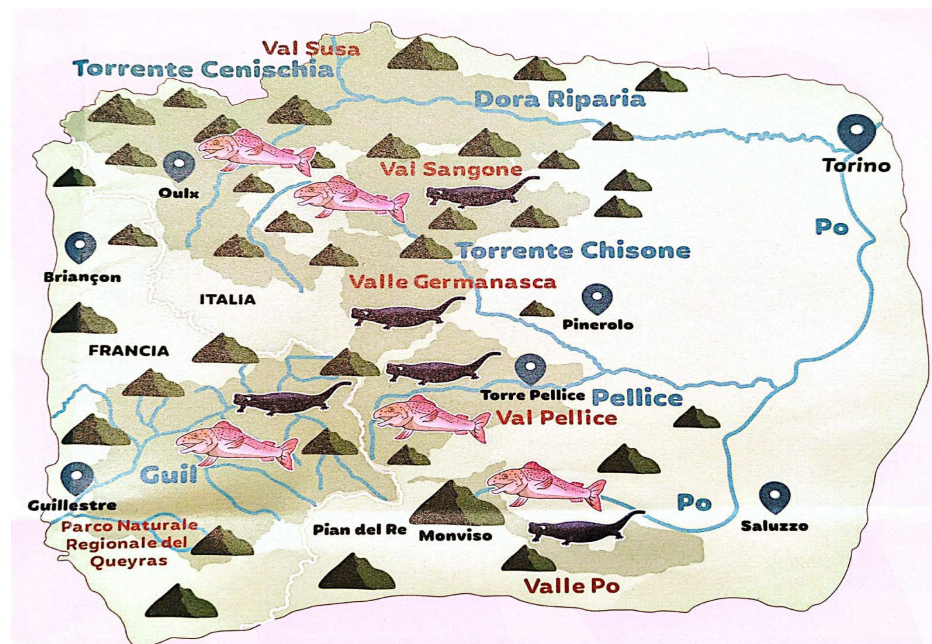 Val Susa
Torrente Cenischia
Dora Riparia
Torino
Val Sangone
Oulx
Po
Torrente Chisone
Briançon
Valle Germanasca
ITALIA
Pinerolo
FRANCIA
Torre Pellice
Pellice
Val Pellice
Guil
Guillestre
Po
Saluzzo
Parco Naturale
Regionale del
Queyras
Pian del Re
Monviso
Valle Po